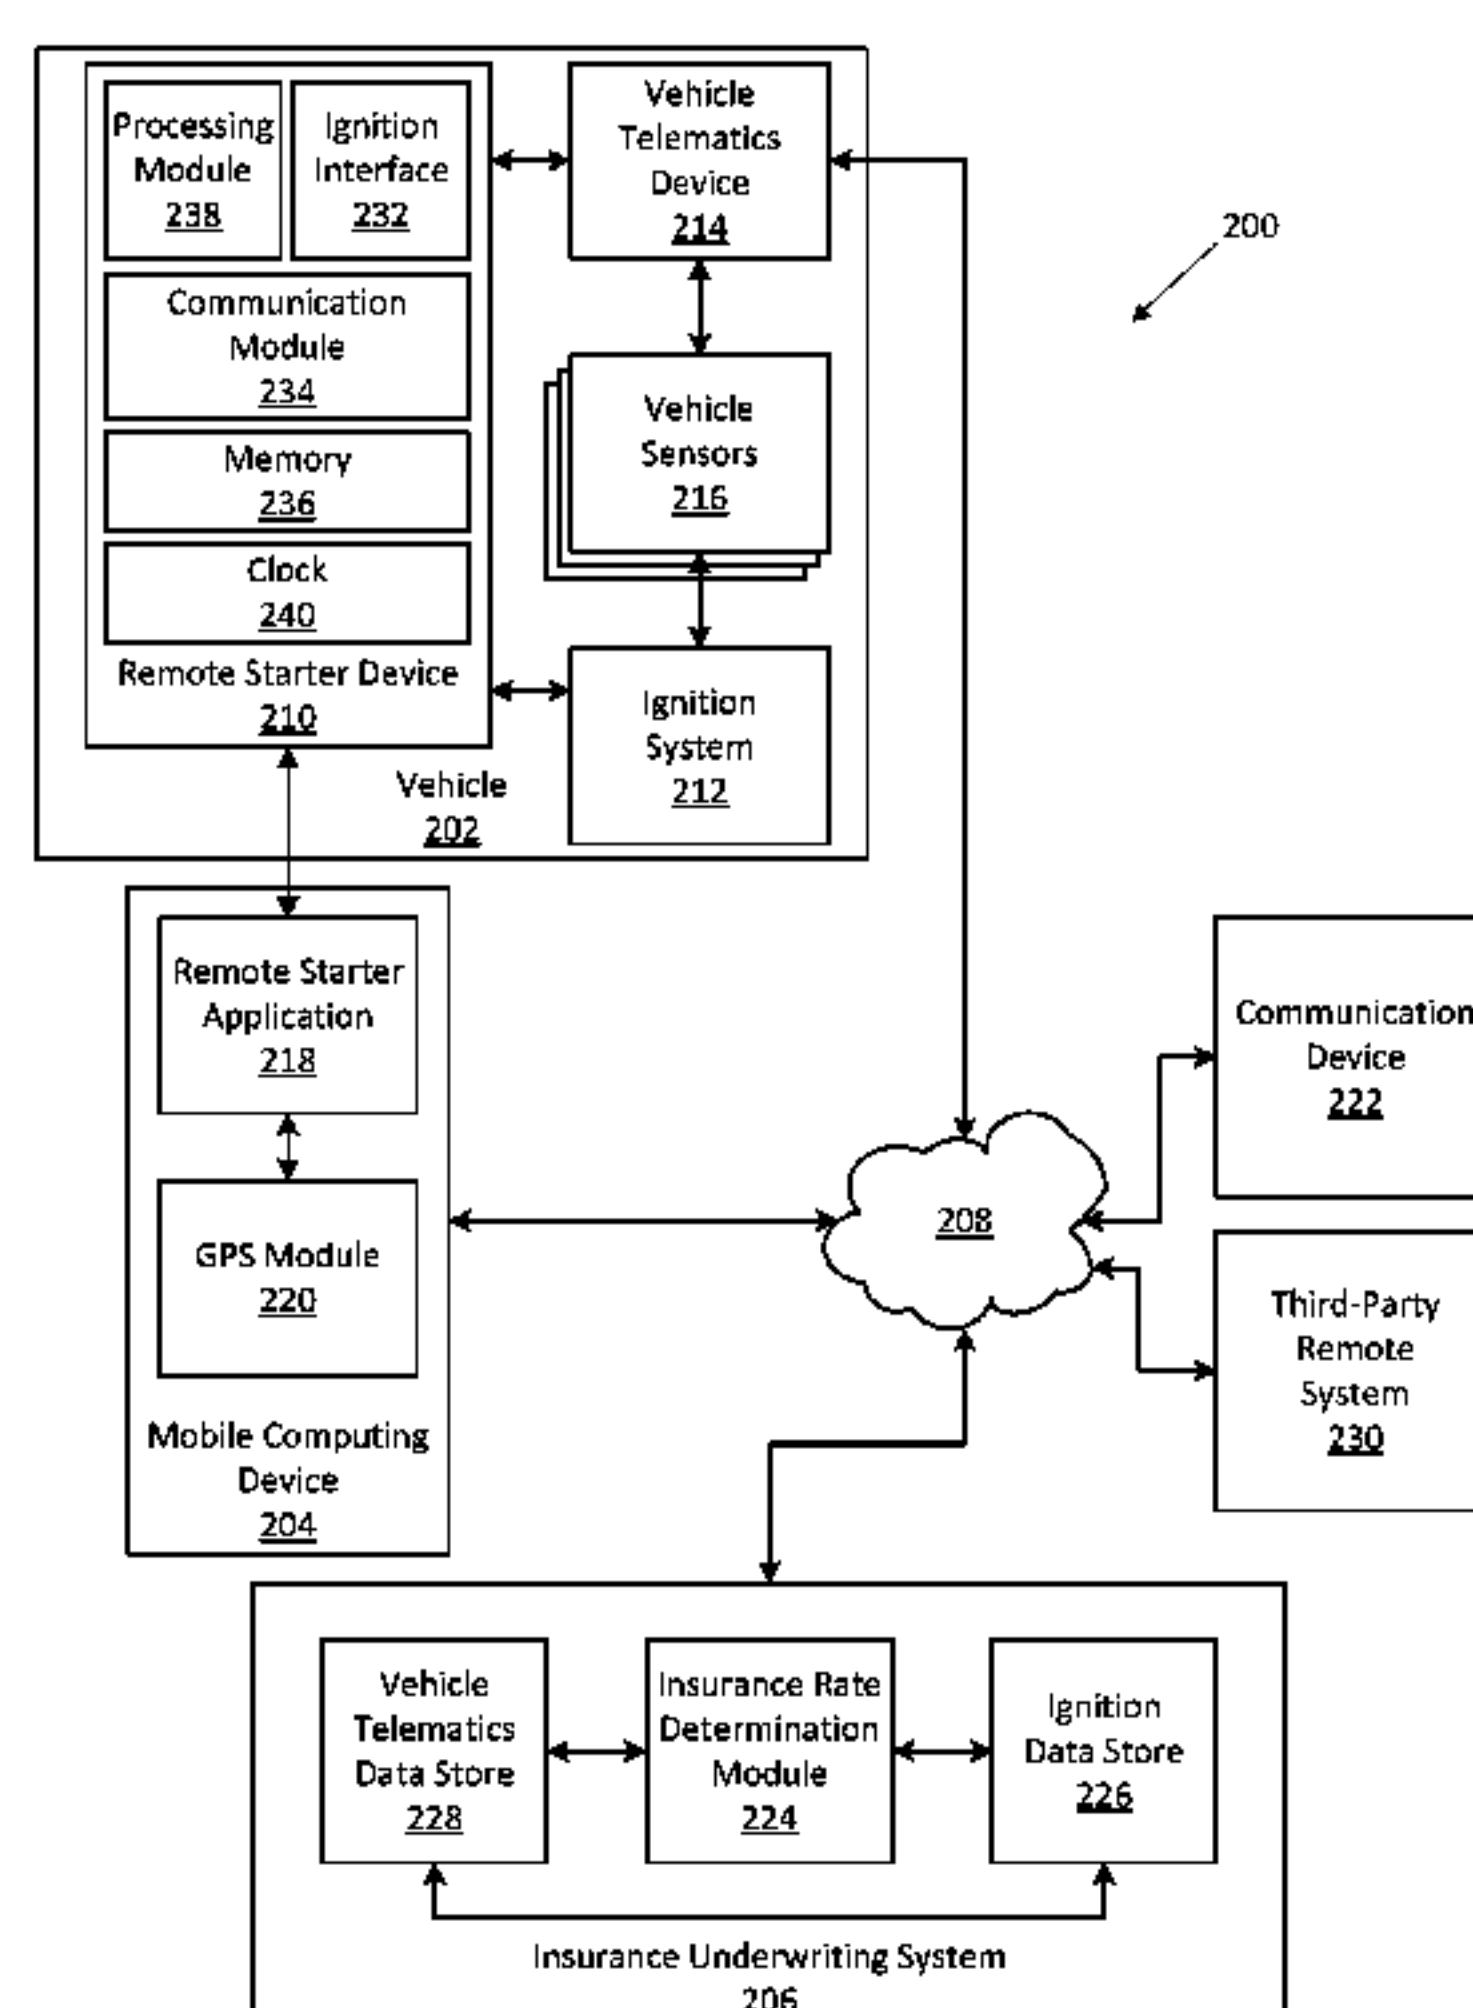 Processing
Module
238
Ignition
Interface
232
Communication
Module
234
Memory
236
Clock
240
Remote Starter Device
210
Vehicle
Telematics
Device
214
Vehicle
Sensors
216
Ignition
System
212
Vehicle
202
200
Remote Starter
Application
218
GPS Module
220
Mobile Computing
Device
204
208
Communication
Device
222
Third-Party
Remote
System
230
Vehicle
Telematics
Data Store
228
Insurance Rate
Determination
Module
224
Ignition
Data Store
226
Insurance Underwriting System
206